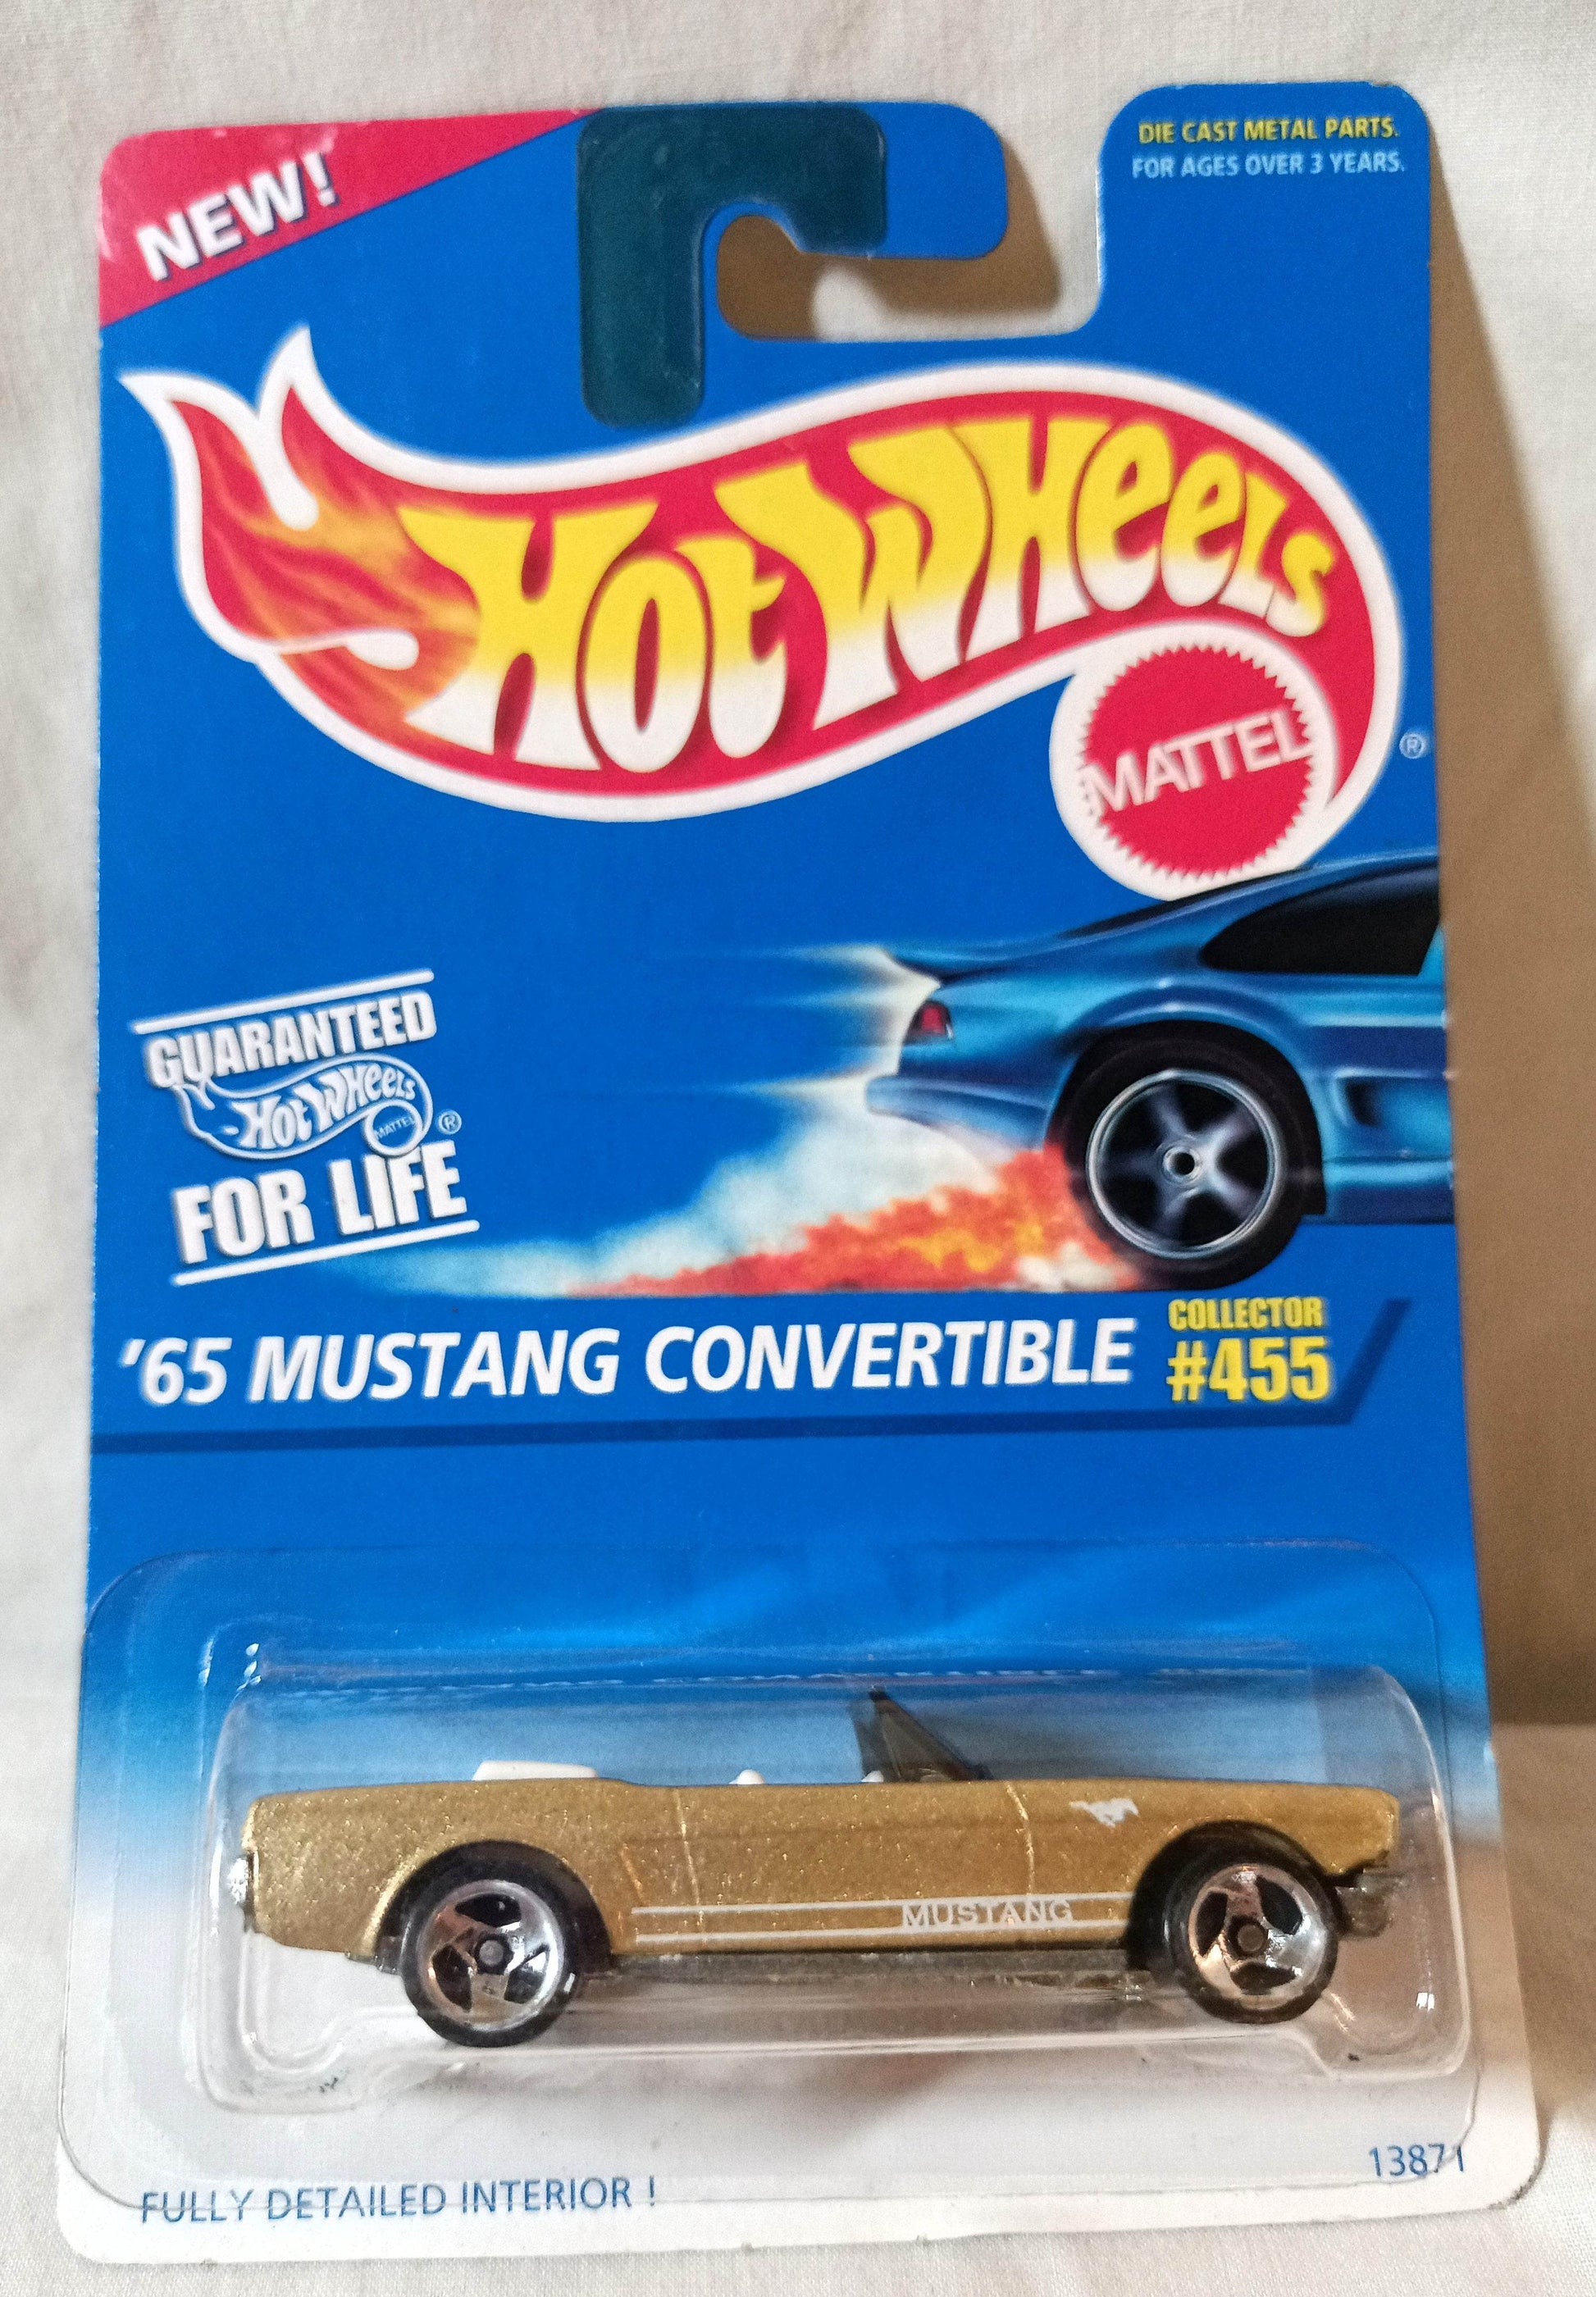 NEW!
DIE CAST METAL PARTS.
FOR AGES OVER 3 YEARS.
HOT WHEELS
MATTEL
®
GUARANTEED
HOT WHEELS
MATTEL
®
FOR LIFE
'65 MUSTANG CONVERTIBLE
COLLECTOR
#455
MUSTANG
13871
FULLY DETAILED INTERIOR !